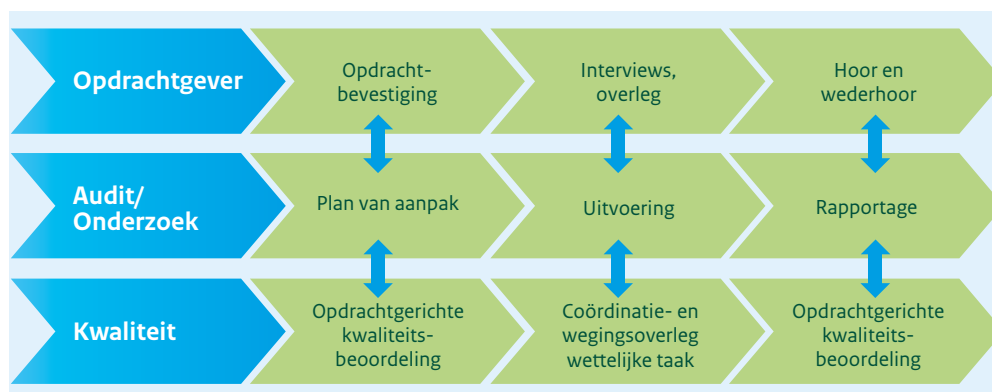 Opdrachtgever
Opdracht-
bevestiging
Interviews,
overleg
Hoor en
wederhoor
Audit/
Onderzoek
Plan van aanpak
Uitvoering
Rapportage
Kwaliteit
Opdrachtgerichte
kwaliteits-
beoordeling
Coördinatie- en
wegingsoverleg
wettelijke taak
Opdrachtgerichte
kwaliteits-
beoordeling